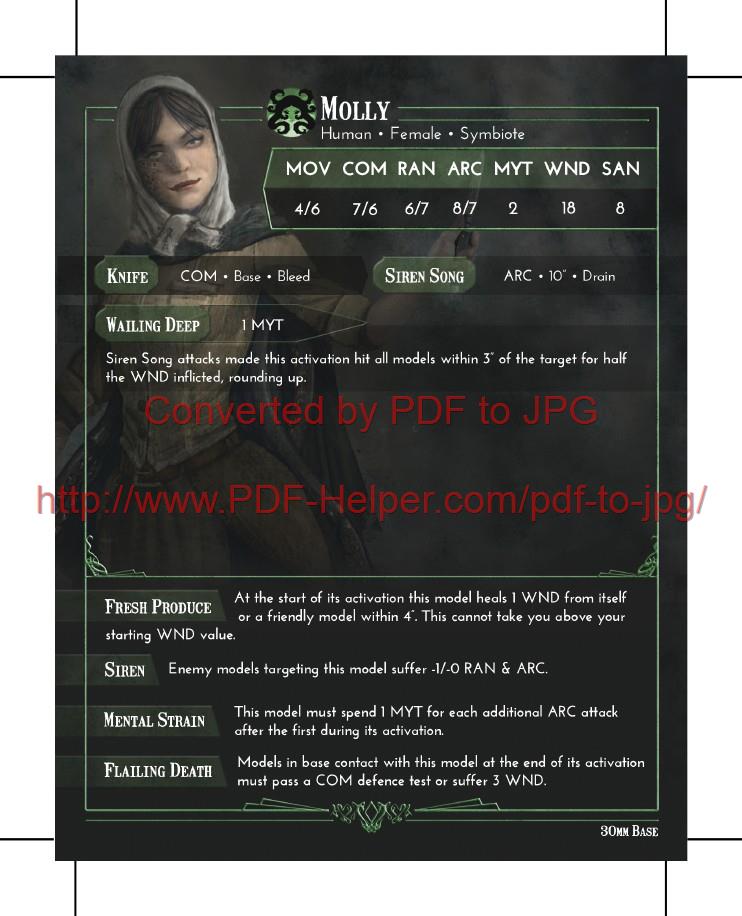 Molly
Human • Female • Symbiote
MOV COM RAN ARC MYT WND SAN
4/6 7/6 6/7 8/7 2 18 8
Knife COM • Base • Bleed Siren Song ARC • 10" • Drain
Wailing Deep 1 MYT
Siren Song attacks made this activation hit all models within 3" of the target for half
the WND inflicted, rounding up.
Converted by PDF to JPG
http://www.PDF-Helper.com/pdf-to-jpg/
Fresh Produce At the start of its activation this model heals 1 WND from itself
or a friendly model within 4". This cannot take you above your
starting WND value.
Siren Enemy models targeting this model suffer -1/-0 RAN & ARC.
Mental Strain This model must spend 1 MYT for each additional ARC attack
after the first during its activation.
Flailing Death Models in base contact with this model at the end of its activation
must pass a COM defence test or suffer 3 WND.
30mm Base